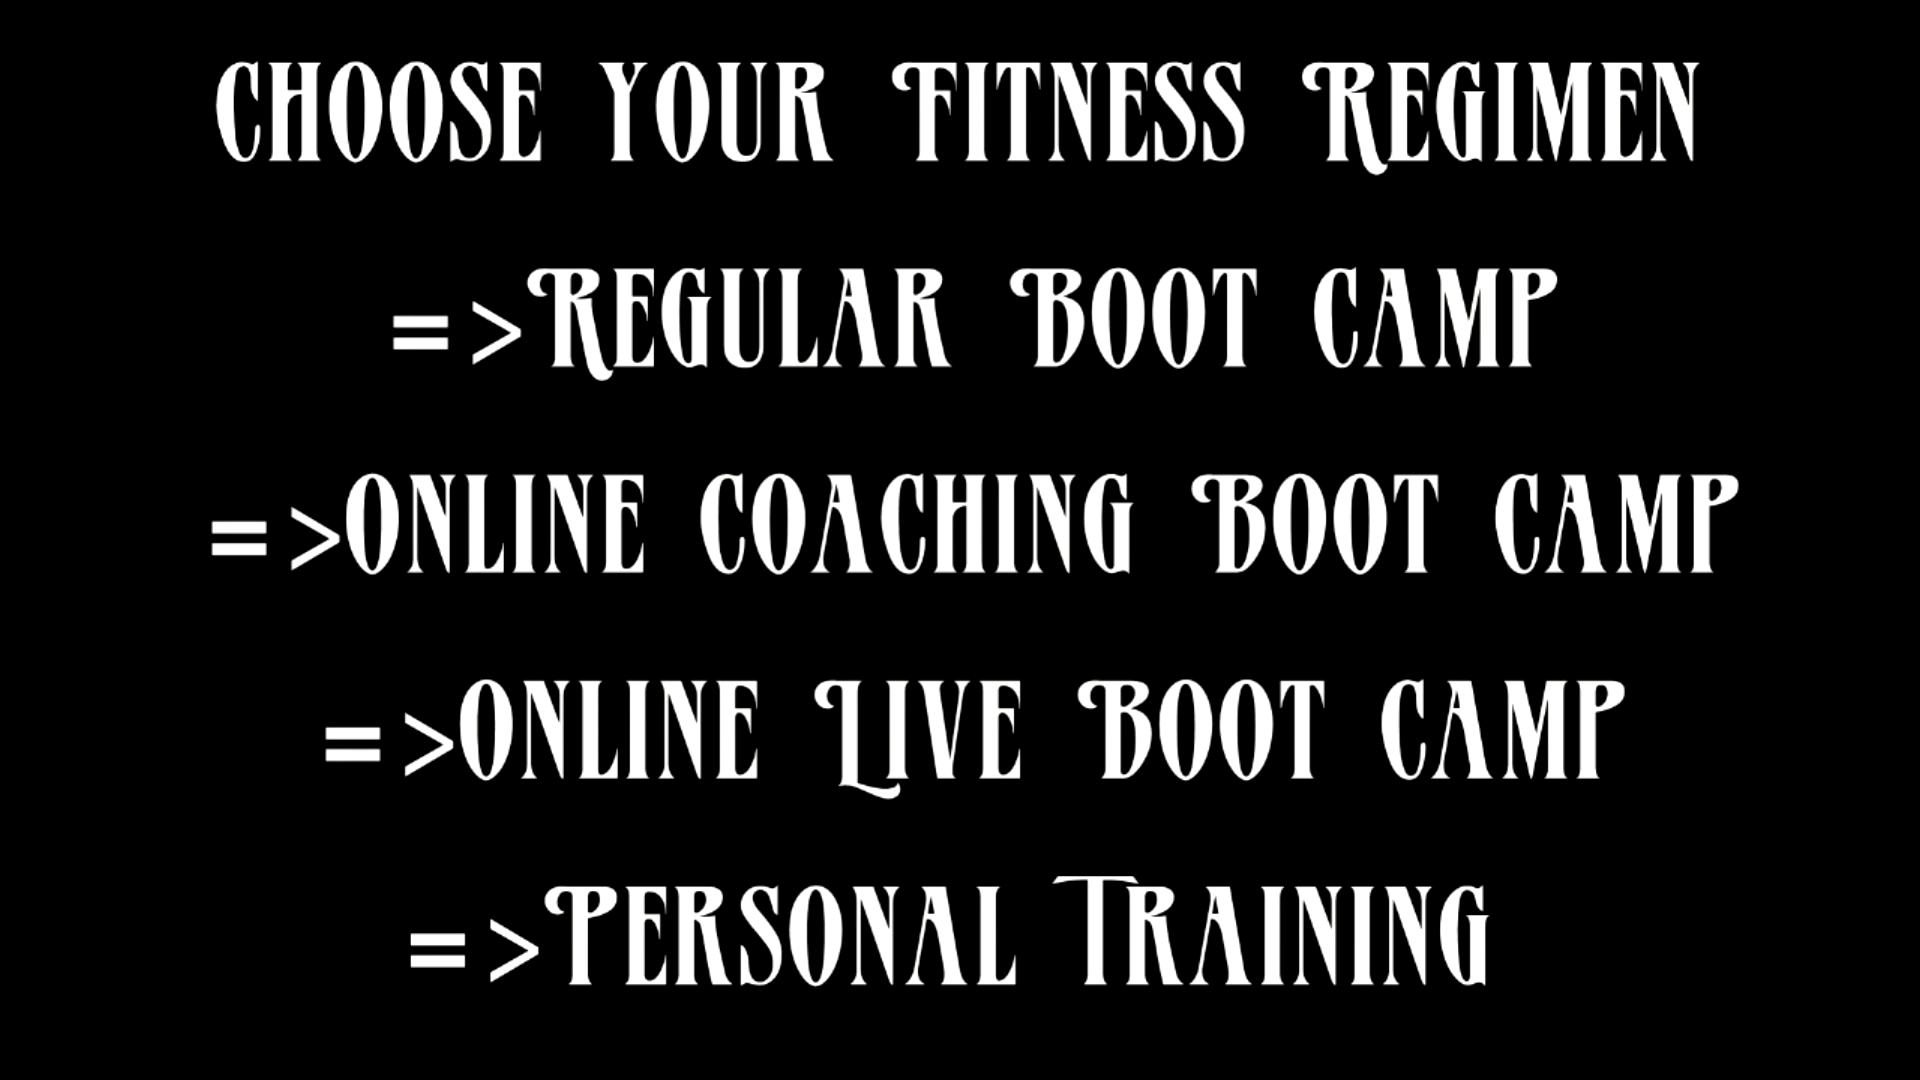 Choose your Fitness Regimen
=>Regular Boot Camp
=>Online Coaching Boot Camp
=>Online Live Boot Camp
=>Personal Training